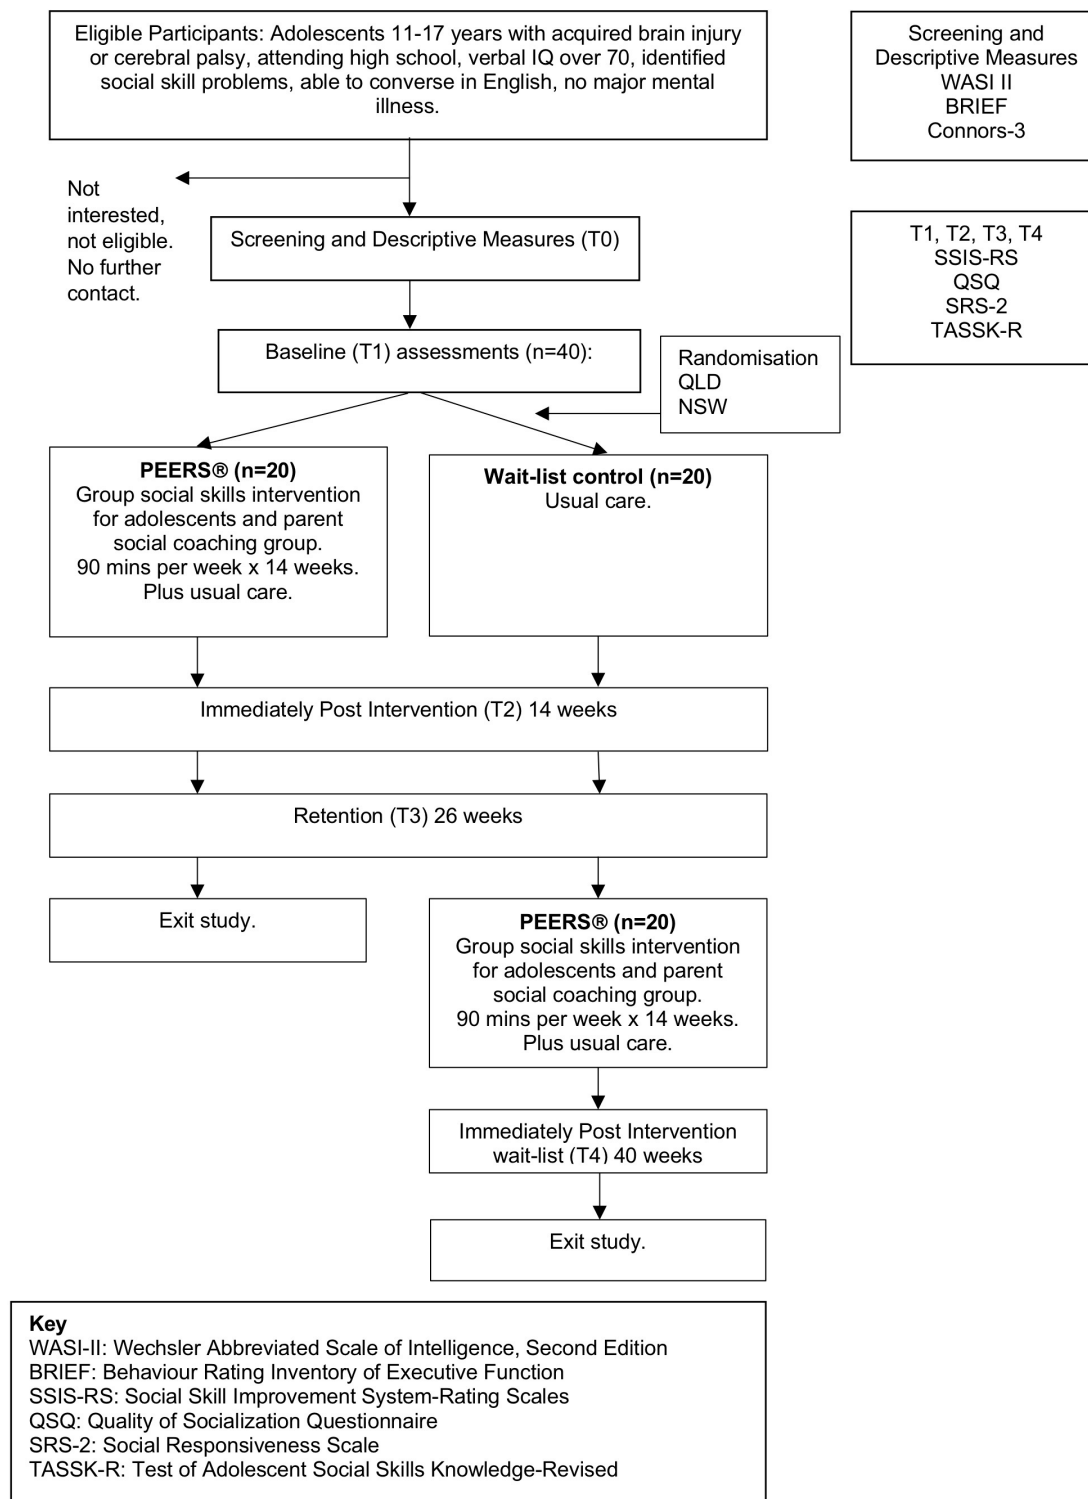 Eligible Participants: Adolescents 11-17 years with acquired brain injury
or cerebral palsy, attending high school, verbal IQ over 70, identified
social skill problems, able to converse in English, no major mental
illness.
Screening and
Descriptive Measures
WASI II
BRIEF
Connors-3
Not
interested,
not eligible.
No further
contact.
Screening and Descriptive Measures (T0)
T1, T2, T3, T4
SSIS-RS
QSQ
SRS-2
TASSK-R
Baseline (T1) assessments (n=40):
Randomisation
QLD
NSW
PEERS® (n=20)
Group social skills intervention
for adolescents and parent
social coaching group.
90 mins per week x 14 weeks.
Plus usual care.
Wait-list control (n=20)
Usual care.
Immediately Post Intervention (T2) 14 weeks
Retention (T3) 26 weeks
Exit study.
PEERS® (n=20)
Group social skills intervention
for adolescents and parent
social coaching group.
90 mins per week x 14 weeks.
Plus usual care.
Immediately Post Intervention
wait-list (T4) 40 weeks
Exit study.
Key
WASI-II: Wechsler Abbreviated Scale of Intelligence, Second Edition
BRIEF: Behaviour Rating Inventory of Executive Function
SSIS-RS: Social Skill Improvement System-Rating Scales
QSQ: Quality of Socialization Questionnaire
SRS-2: Social Responsiveness Scale
TASSK-R: Test of Adolescent Social Skills Knowledge-Revised